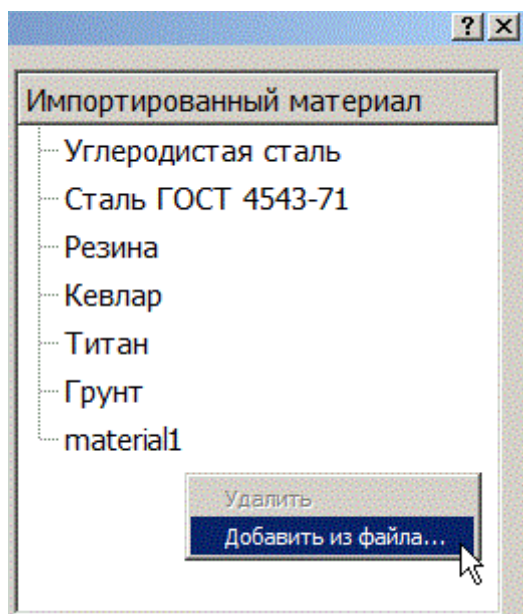 Импортированный материал
Углеродистая сталь
Сталь ГОСТ 4543-71
Резина
Кевлар
Титан
Грунт
material1
Удалить
Добавить из файла...